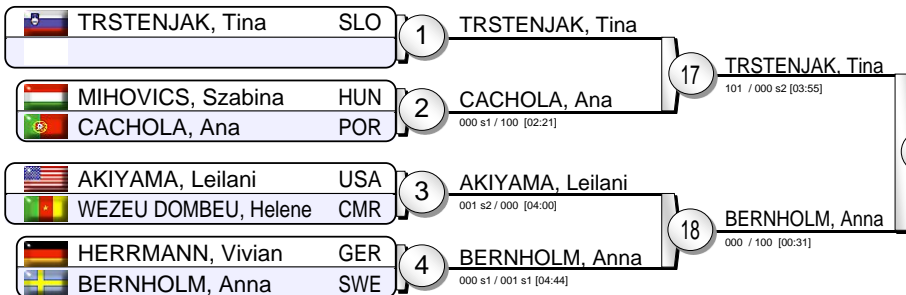 TRSTENJAK, Tina SLO
1
TRSTENJAK, Tina
MIHOVICS, Szabina HUN
CACHOLA, Ana POR
2
CACHOLA, Ana
000 s1 / 100 [02:21]
17
TRSTENJAK, Tina
101 / 000 s2 [03:55]
AKIYAMA, Leilani USA
WEZEU DOMBEU, Helene CMR
3
AKIYAMA, Leilani
001 s2 / 000 [04:00]
HERRMANN, Vivian GER
BERNHOLM, Anna SWE
4
BERNHOLM, Anna
000 s1 / 001 s1 [04:44]
18
BERNHOLM, Anna
000 / 100 [00:31]